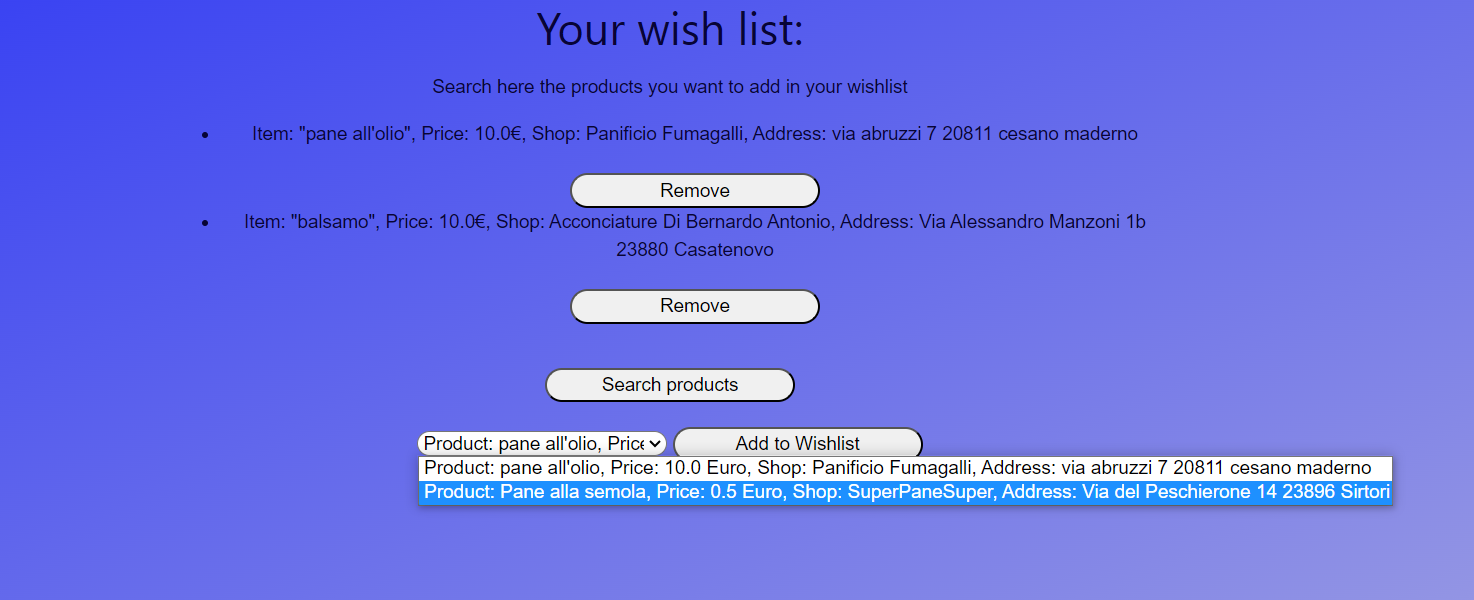 Your wish list:
Search here the products you want to add in your wishlist
Item: "pane all'olio", Price: 10.0€, Shop: Panificio Fumagalli, Address: via abruzzi 7 20811 cesano maderno
Remove
Item: "balsamo", Price: 10.0€, Shop: Acconciature Di Bernardo Antonio, Address: Via Alessandro Manzoni 1b
23880 Casatenovo
Remove
Search products
Product: pane all'olio, Price Add to Wishlist
Product: pane all'olio, Price: 10.0 Euro, Shop: Panificio Fumagalli, Address: via abruzzi 7 20811 cesano maderno
Product: Pane alla semola, Price: 0.5 Euro, Shop: SuperPaneSuper, Address: Via del Peschierone 14 23896 Sirtori